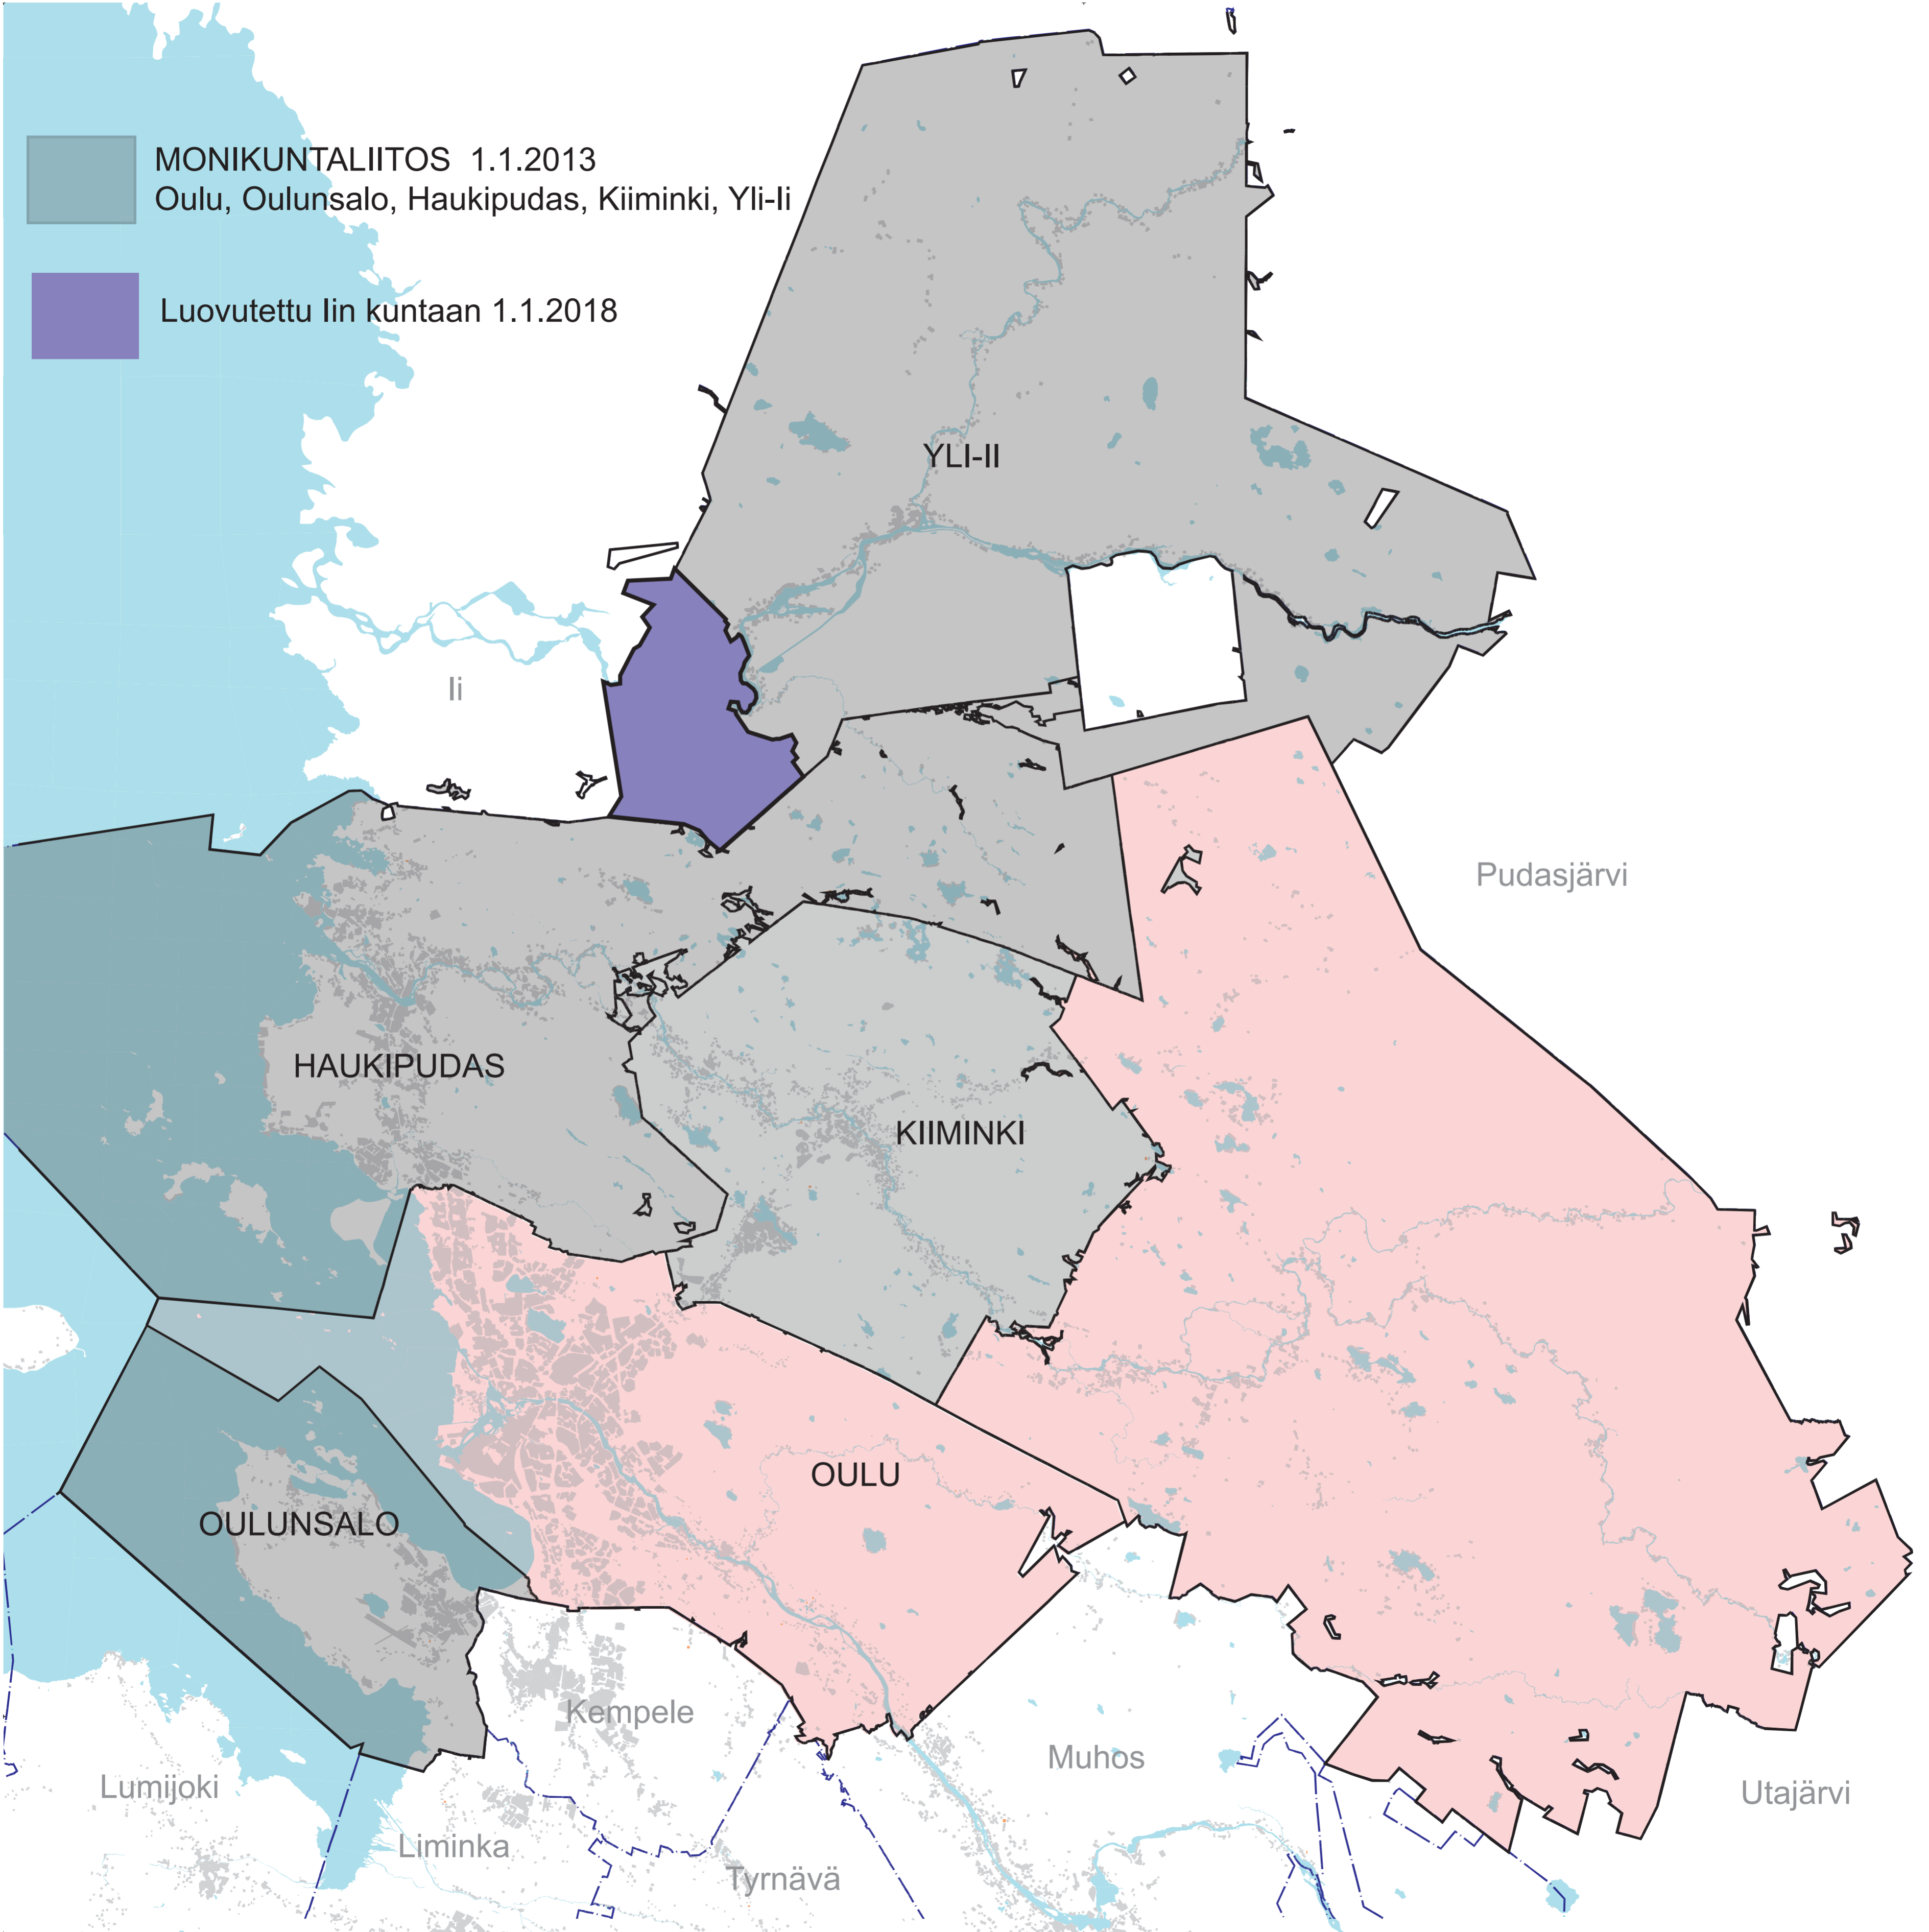 MONIKUNTALIITOS 1.1.2013
Oulu, Oulunsalo, Haukipudas, Kiiminki, Yli-Ii
Luovutettu Iin kuntaan 1.1.2018
YLI-II
Ii
Pudasjärvi
HAUKIPUDAS
KIIMINKI
OULU
OULUNSALO
Kempele
Muhos
Lumijoki
Utajärvi
Liminka
Tyrnävä